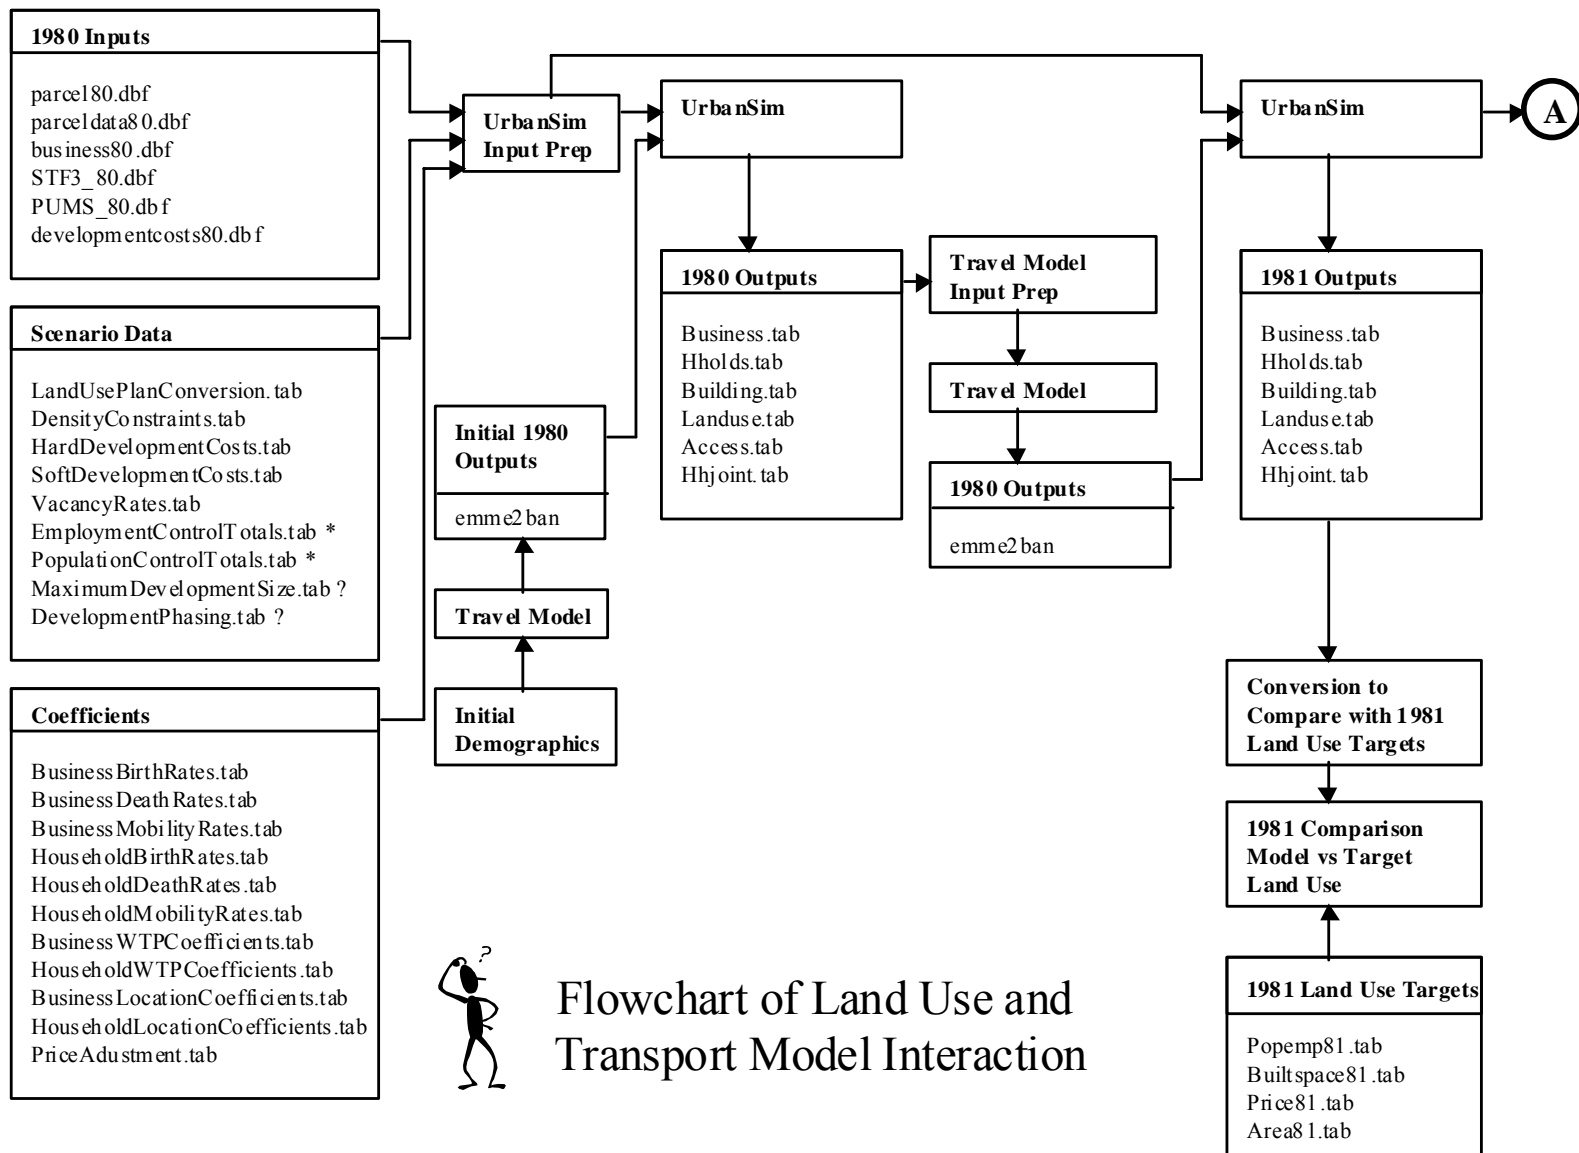 1980 Inputs
parcel80.dbf
parceldata80.dbf
business80.dbf
STF3_80.dbf
PUMS_80.dbf
developmentcosts80.dbf
Scenario Data
LandUsePlanConversion.tab
DensityConstraints.tab
HardDevelopmentCosts.tab
SoftDevelopmentCosts.tab
VacancyRates.tab
EmploymentControlTotals.tab *
PopulationControlTotals.tab *
MaximumDevelopmentSize.tab ?
DevelopmentPhasing.tab ?
Coefficients
BusinessBirthRates.tab
BusinessDeathRates.tab
BusinessMobilityRates.tab
HouseholdBirthRates.tab
HouseholdDeathRates.tab
HouseholdMobilityRates.tab
BusinessWTPCoefficients.tab
HouseholdWTPCoefficients.tab
BusinessLocationCoefficients.tab
HouseholdLocationCoefficients.tab
PriceAdustment.tab
UrbanSim
Input Prep
Initial 1980
Outputs
emme2ban
Travel Model
Initial
Demographics
UrbanSim
1980 Outputs
Business.tab
Hholds.tab
Building.tab
Landuse.tab
Access.tab
Hhjoint.tab
Travel Model
Input Prep
Travel Model
1980 Outputs
emme2ban
UrbanSim
A
1981 Outputs
Business.tab
Hholds.tab
Building.tab
Landuse.tab
Access.tab
Hhjoint.tab
Conversion to
Compare with 1981
Land Use Targets
1981 Comparison
Model vs Target
Land Use
1981 Land Use Targets
Popemp81.tab
Builtspace81.tab
Price81.tab
Area81.tab
?
Flowchart of Land Use and
Transport Model Interaction